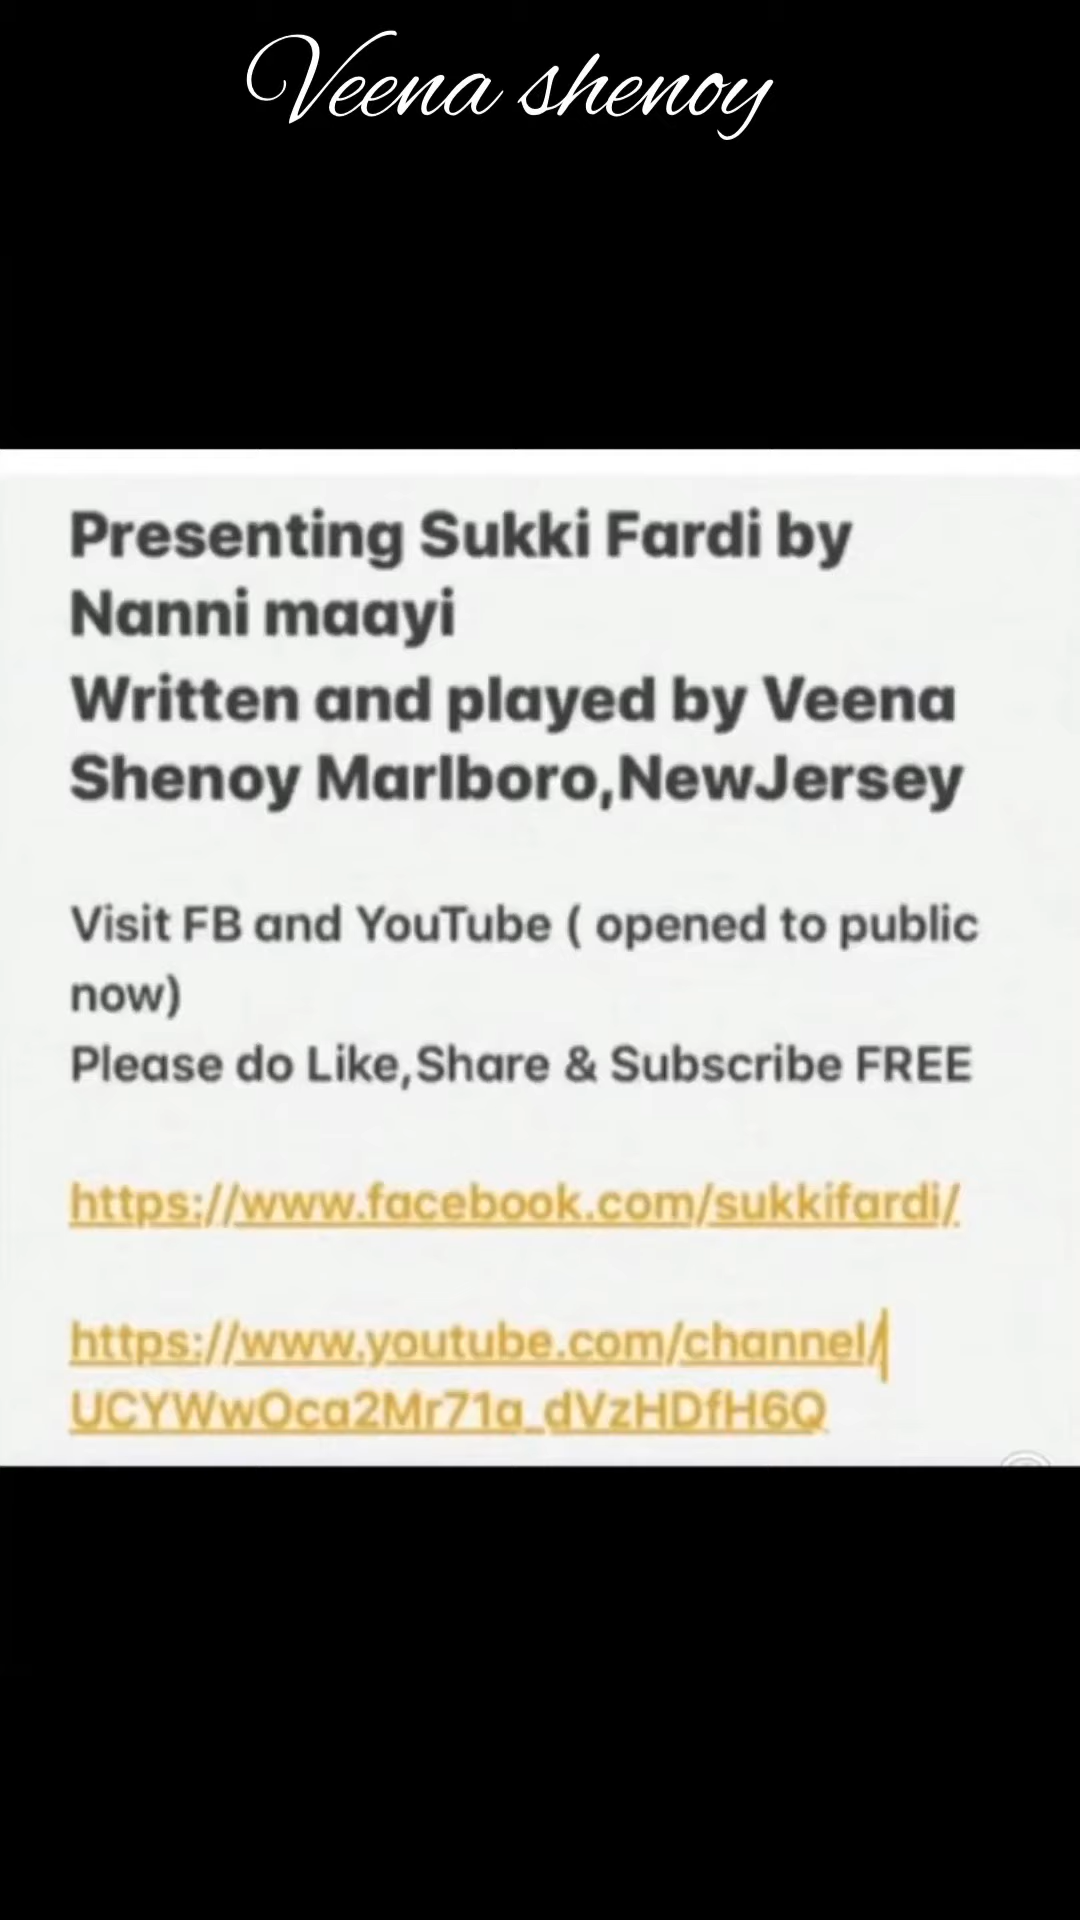 Veena shenoy
Presenting Sukki Fardi by
Nanni maayi
Written and played by Veena
Shenoy Marlboro,NewJersey
Visit FB and YouTube ( opened to public
now)
Please do Like,Share & Subscribe FREE
https://www.facebook.com/sukkifardi/
https://www.youtube.com/channel/
UCYWwOca2Mr71a_dVzHDfH6Q